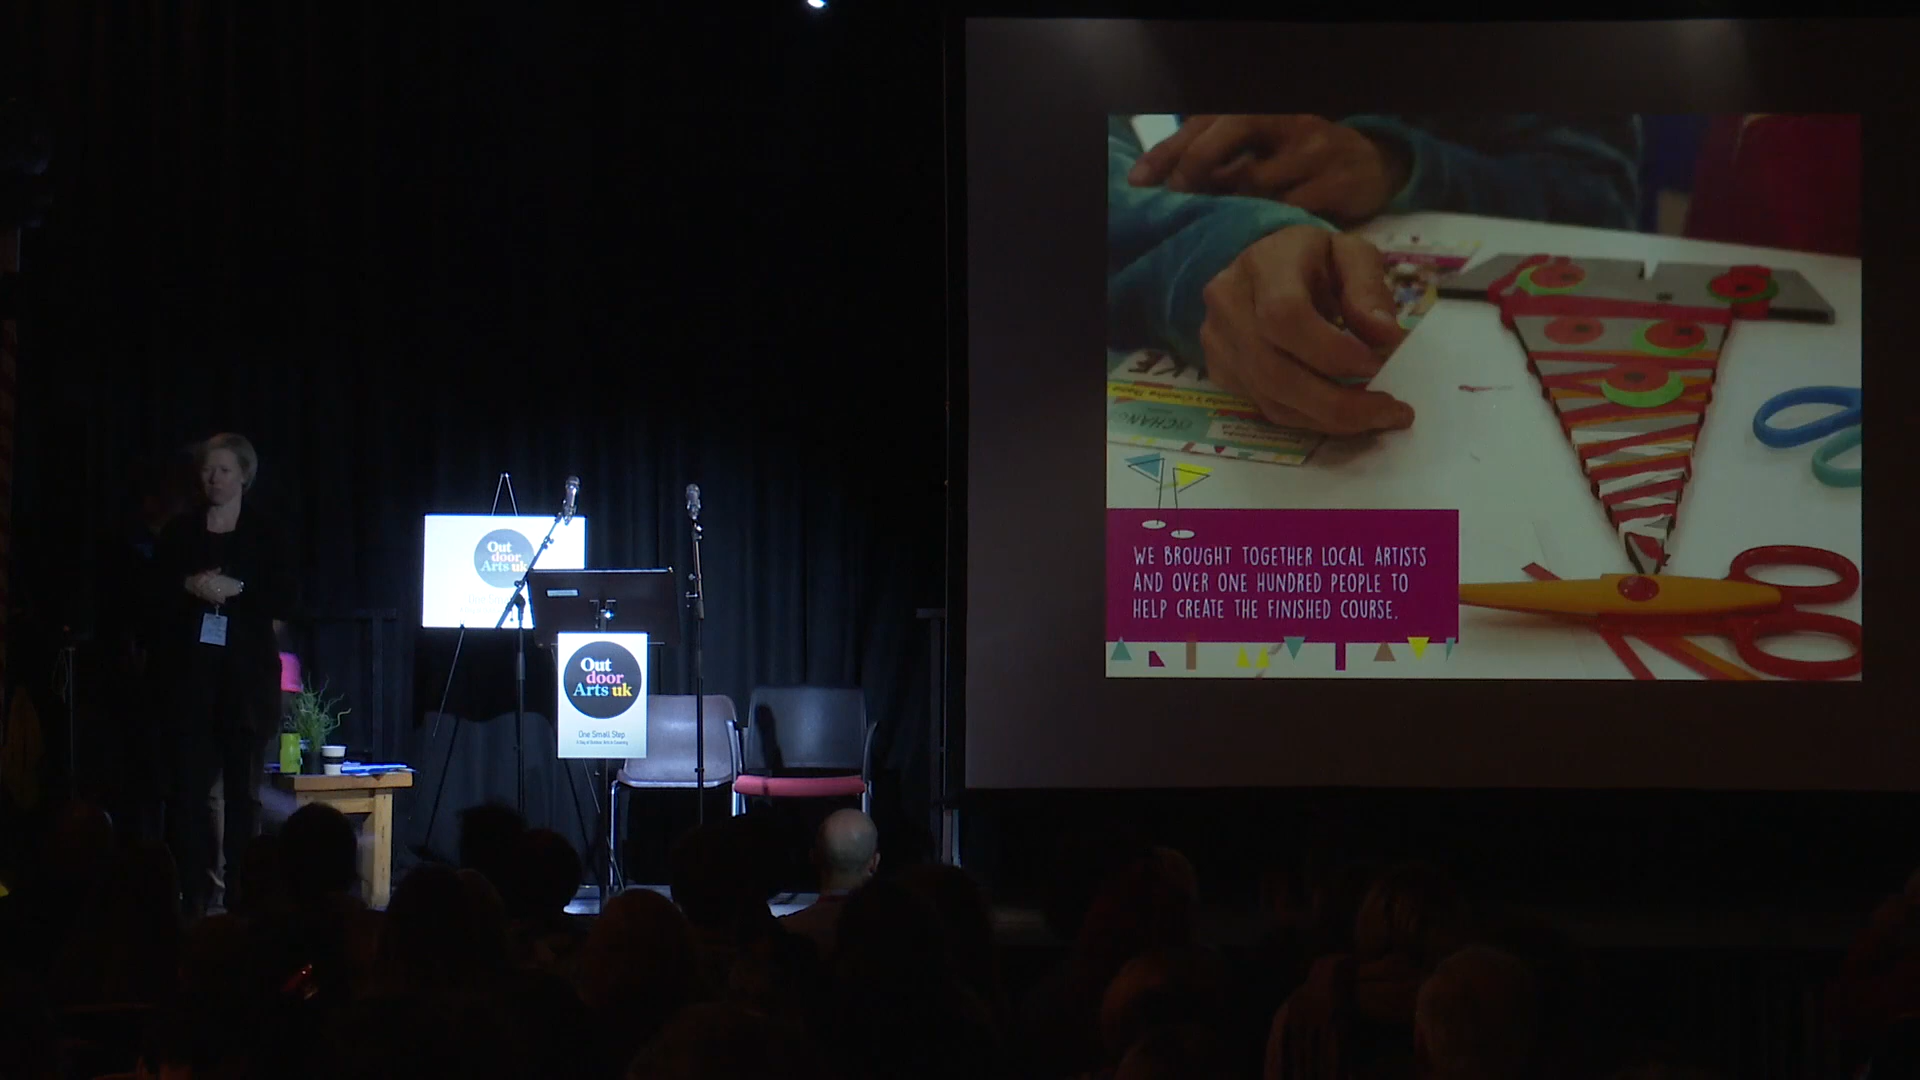 Out
door
Arts uk
Out
door
Arts uk
One Small Step
WE BROUGHT TOGETHER LOCAL ARTISTS
AND OVER ONE HUNDRED PEOPLE TO
HELP CREATE THE FINISHED COURSE.